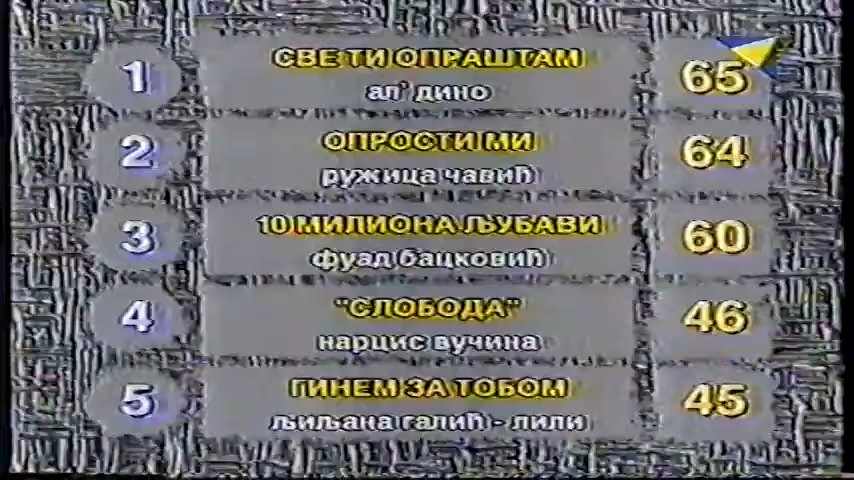 1
СВЕ ТИ ОПРАШТАМ
ал' дино
65
2
ОПРОСТИ МИ
ружица чавић
64
3
10 МИЛИОНА ЉУБАВИ
фуад бацковић
60
4
"СЛОБОДА"
нарцис вучина
46
5
ГИНЕМ ЗА ТОБОМ
љиљана галић - лили
45